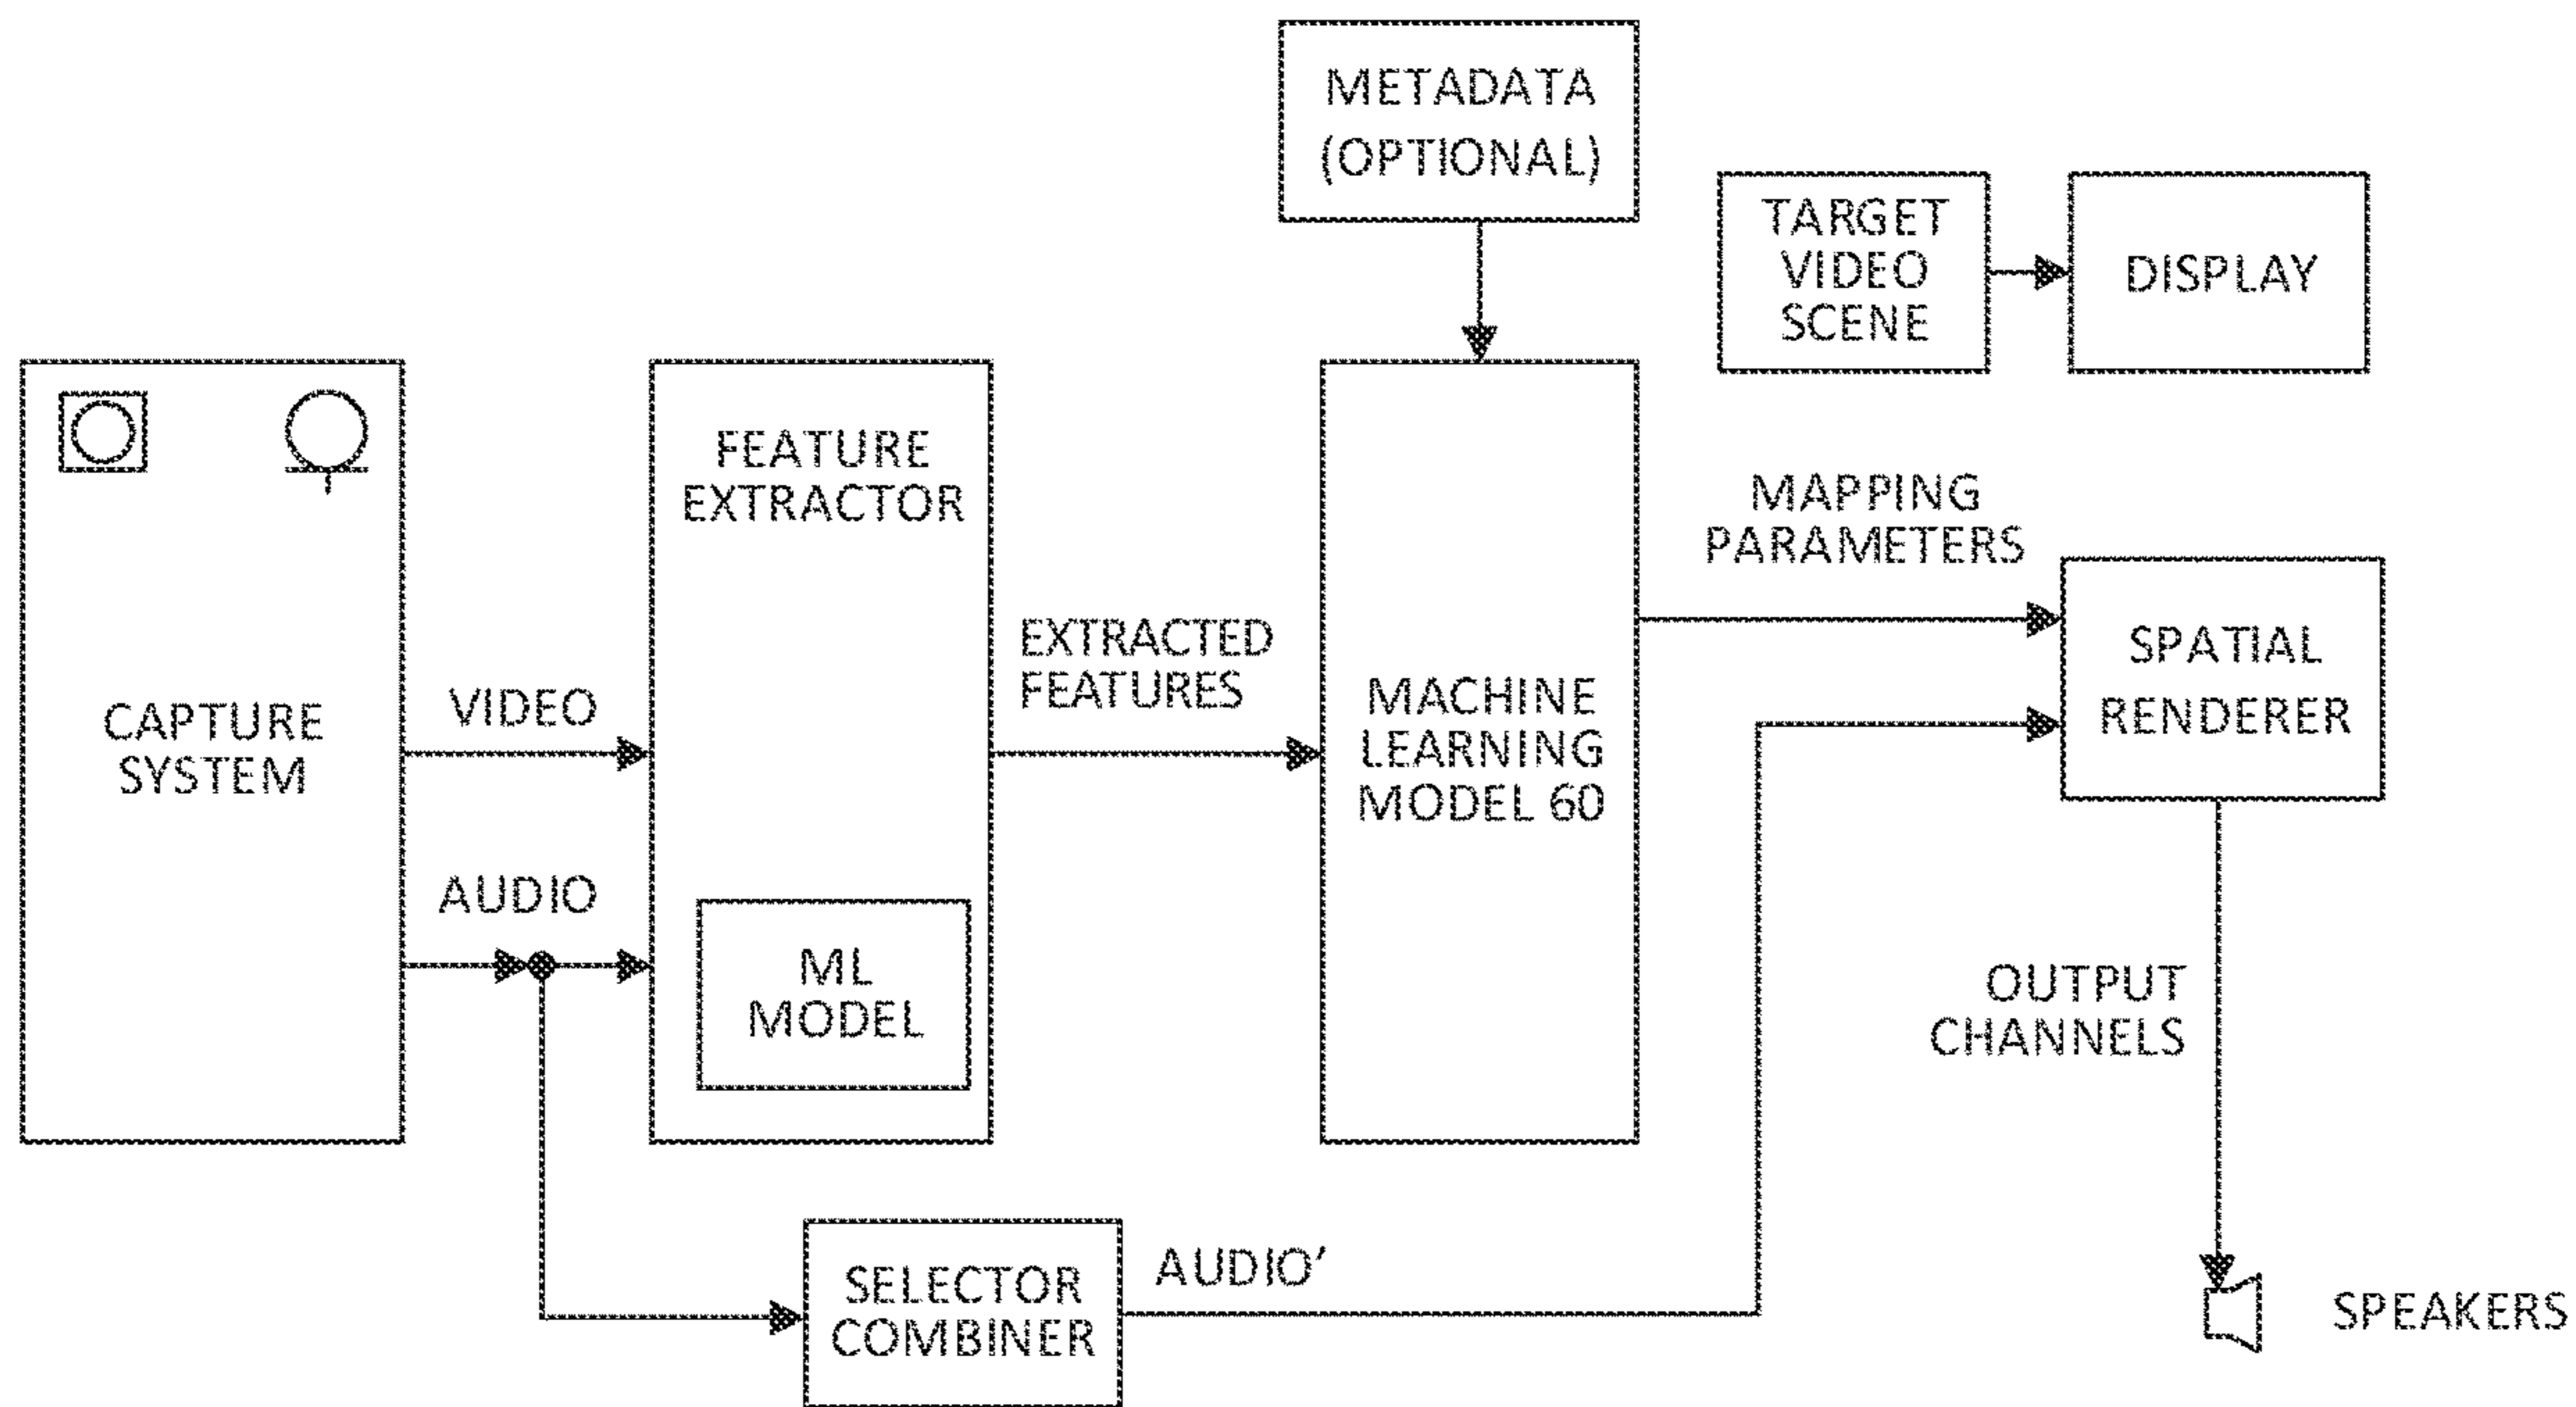 METADATA
(OPTIONAL)
TARGET
VIDEO
SCENE
DISPLAY
CAPTURE
SYSTEM
VIDEO
AUDIO
FEATURE
EXTRACTOR
ML
MODEL
EXTRACTED
FEATURES
MACHINE
LEARNING
MODEL 60
MAPPING
PARAMETERS
SPATIAL
RENDERER
OUTPUT
CHANNELS
SELECTOR
COMBINER
AUDIO'
SPEAKERS